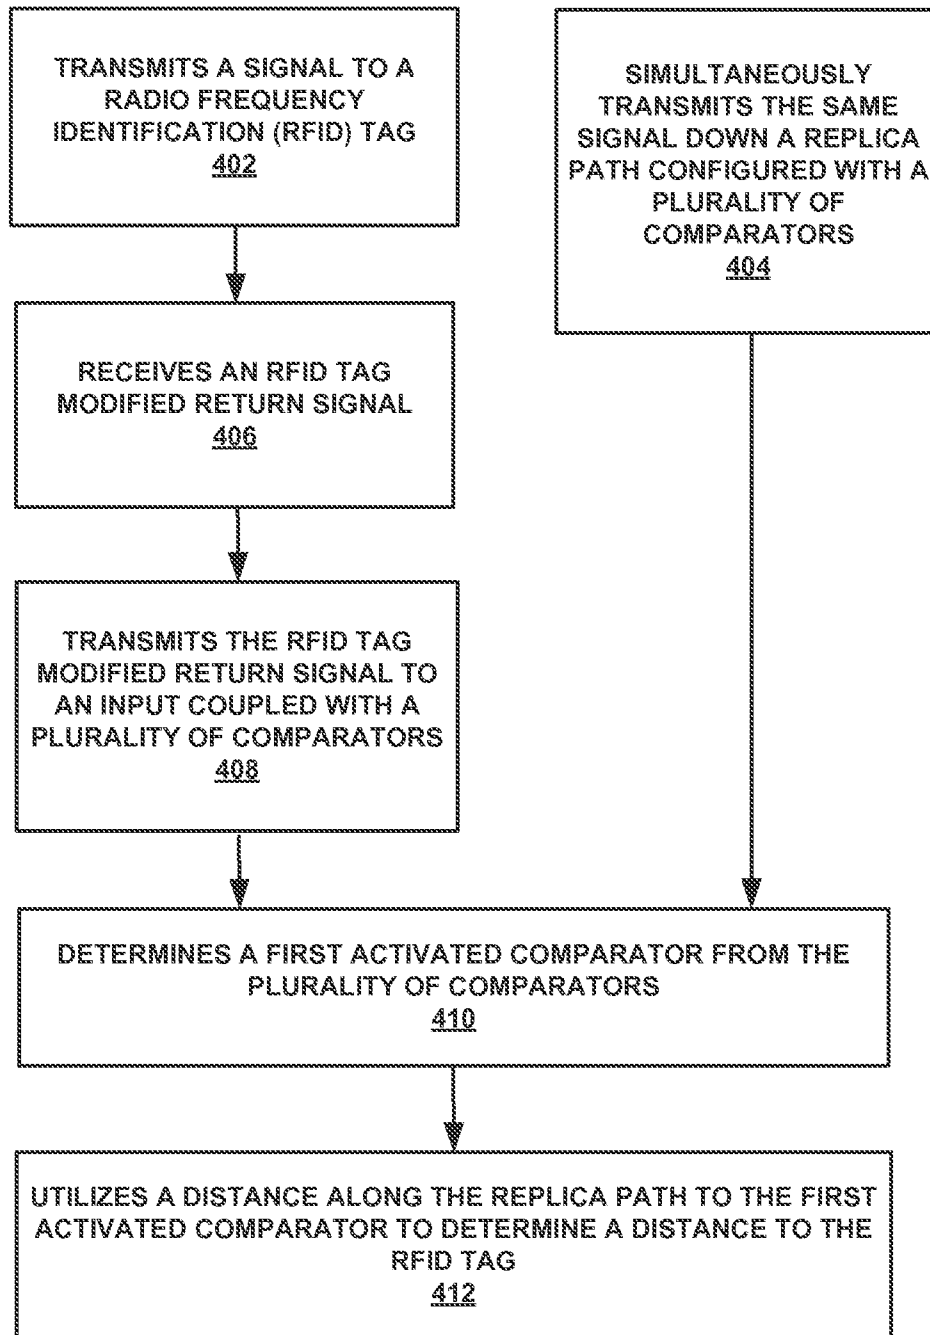 TRANSMITS A SIGNAL TO A
RADIO FREQUENCY
IDENTIFICATION (RFID) TAG
402
SIMULTANEOUSLY
TRANSMITS THE SAME
SIGNAL DOWN A REPLICA
PATH CONFIGURED WITH A
PLURALITY OF
COMPARATORS
404
RECEIVES AN RFID TAG
MODIFIED RETURN SIGNAL
406
TRANSMITS THE RFID TAG
MODIFIED RETURN SIGNAL TO
AN INPUT COUPLED WITH A
PLURALITY OF COMPARATORS
408
DETERMINES A FIRST ACTIVATED COMPARATOR FROM THE
PLURALITY OF COMPARATORS
410
UTILIZES A DISTANCE ALONG THE REPLICA PATH TO THE FIRST
ACTIVATED COMPARATOR TO DETERMINE A DISTANCE TO THE
RFID TAG
412